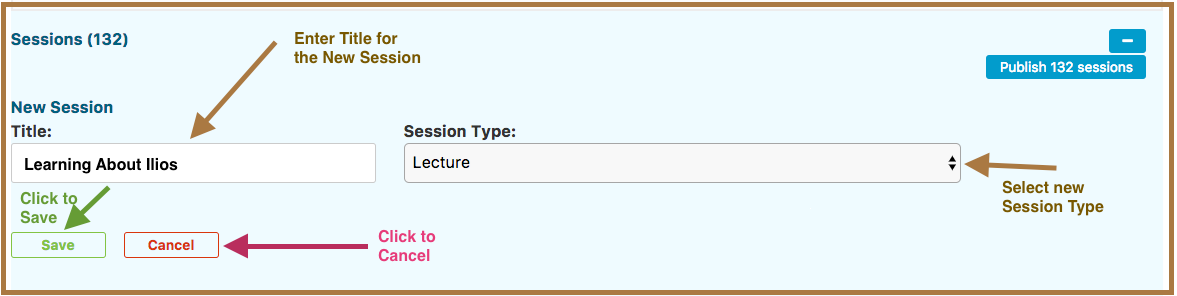 Sessions (132)
Enter Title for
the New Session
–
Publish 132 sessions
New Session
Title:
Session Type:
Learning About Ilios
Lecture
Select new
Session Type
Click to
Save
Save
Cancel
Click to
Cancel